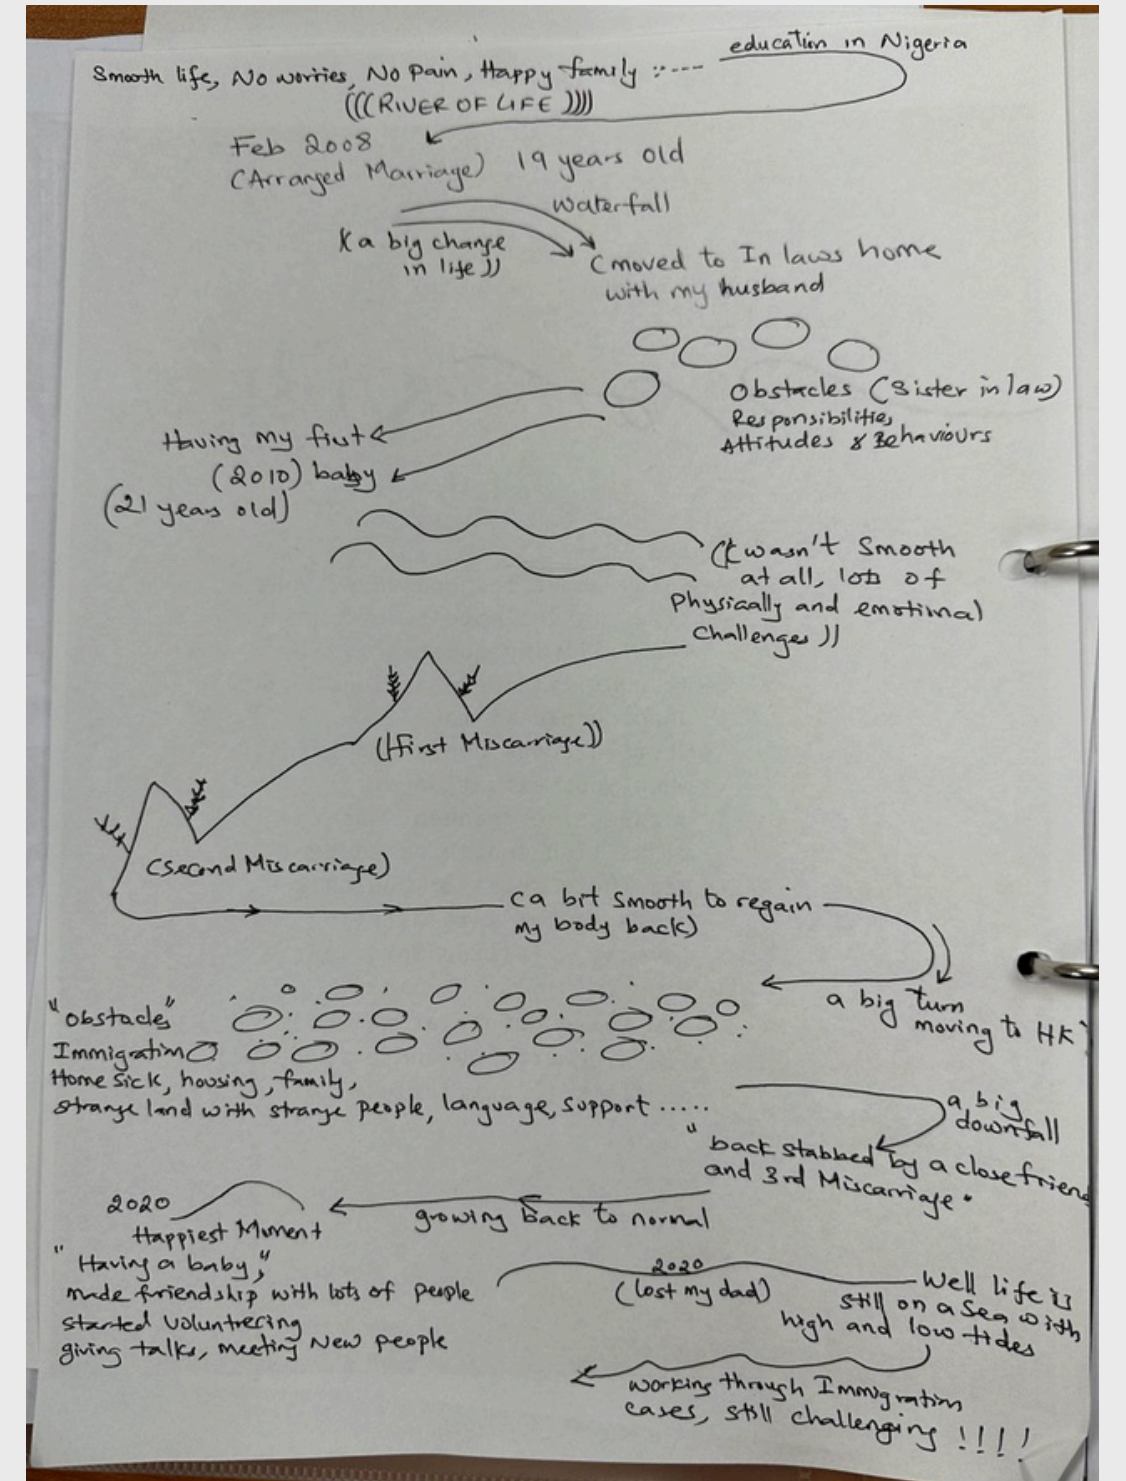 Smooth life, No worries, No Pain, Happy family :----
education in Nigeria
(((RIVER OF LIFE ))))
Feb 2008
(Arranged Marriage) 19 years old
Waterfall
(a big change
in life ))
(moved to In laws home
with my husband
Obstacles (Sister in law)
Responsibilities
Attitudes & Behaviours
Having my first
(2010) baby
(21 years old)
((t wasn't smooth
at all, lots of
Physically and emotional
Challenges ))
((first Miscarriage))
(second Miscarriage)
(a bit smooth to regain
my body back)
a big turn
moving to HK
"Obstacles"
Immigration
Home sick, housing, family,
strange land with strange people, language, support .....
a big
downfall
"back stabbed by a close friend
and 3rd Miscarriage"
growing back to normal
2020
Happiest Moment
"Having a baby,"
made friendship with lots of people
started voluntrering
giving talks, meeting New people
2020
(lost my dad)
Well life is
still on a sea with
high and low tides
working through Immigration
cases, still challenging !!!!